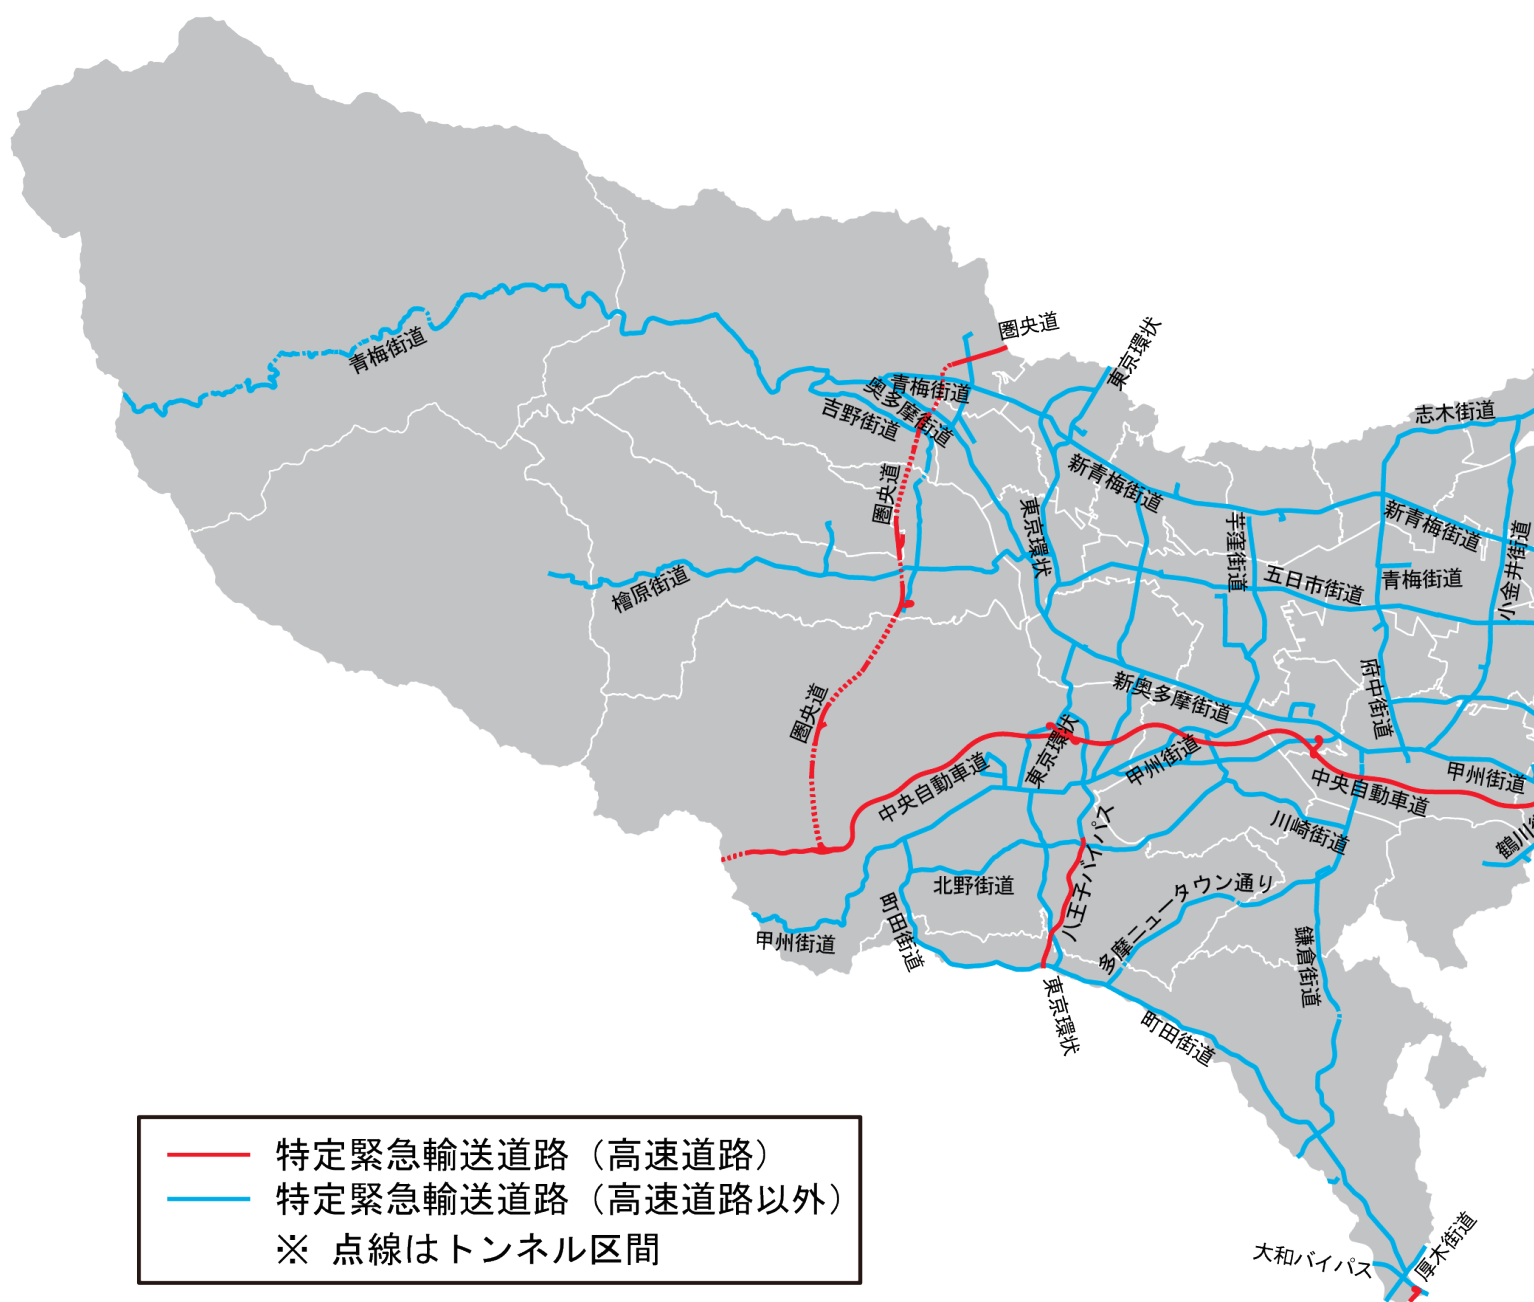 圏央道
東京環状
青梅街道
志木街道
青梅街道
奥多摩街道
吉野街道
圏央道
新青梅街道
新青梅街道
東京環状
芋窪街道
小金井街道
檜原街道
五日市街道
青梅街道
圏央道
新奥多摩街道
府中街道
東京環状
中央自動車道
甲州街道
中央自動車道
甲州街道
川崎街道
鶴川街
八王子バイパス
北野街道
多摩ニュータウン通り
町田街道
甲州街道
鎌倉街道
東京環状
町田街道
大和バイパス
厚木街道
特定緊急輸送道路（高速道路）
特定緊急輸送道路（高速道路以外）
※ 点線はトンネル区間